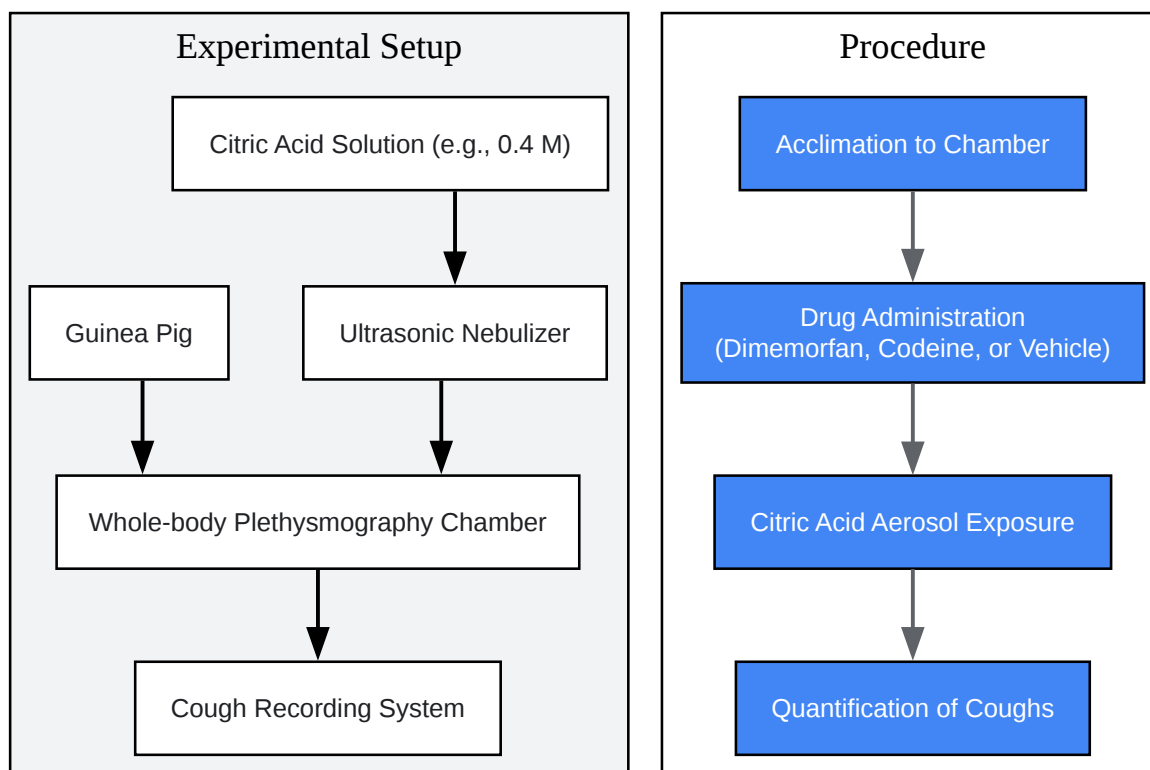 Experimental Setup
Citric Acid Solution (e.g., 0.4 M)
Guinea Pig
Ultrasonic Nebulizer
Whole-body Plethysmography Chamber
Cough Recording System
Procedure
Acclimation to Chamber
Drug Administration
(Dimemorfan, Codeine, or Vehicle)
Citric Acid Aerosol Exposure
Quantification of Coughs